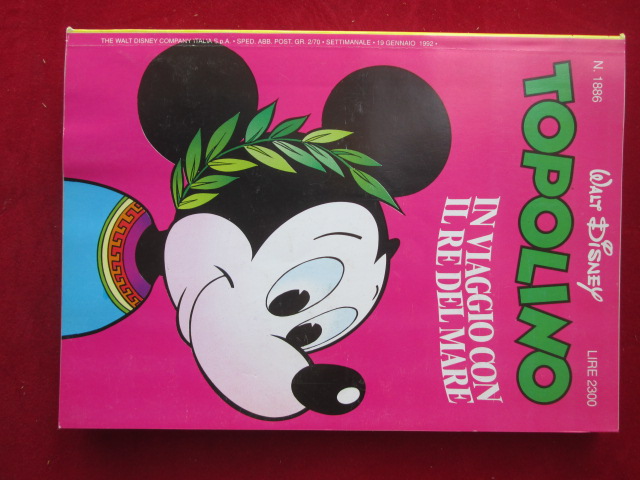 THE WALT DISNEY COMPANY ITALIA S.p.A. • SPED. ABB. POST. GR. 2/70 • SETTIMANALE • 19 GENNAIO 1992 •
N. 1886
WALT DISNEY
LIRE 2300
TOPOLINO
IN VIAGGIO CON
IL RE DEL MARE